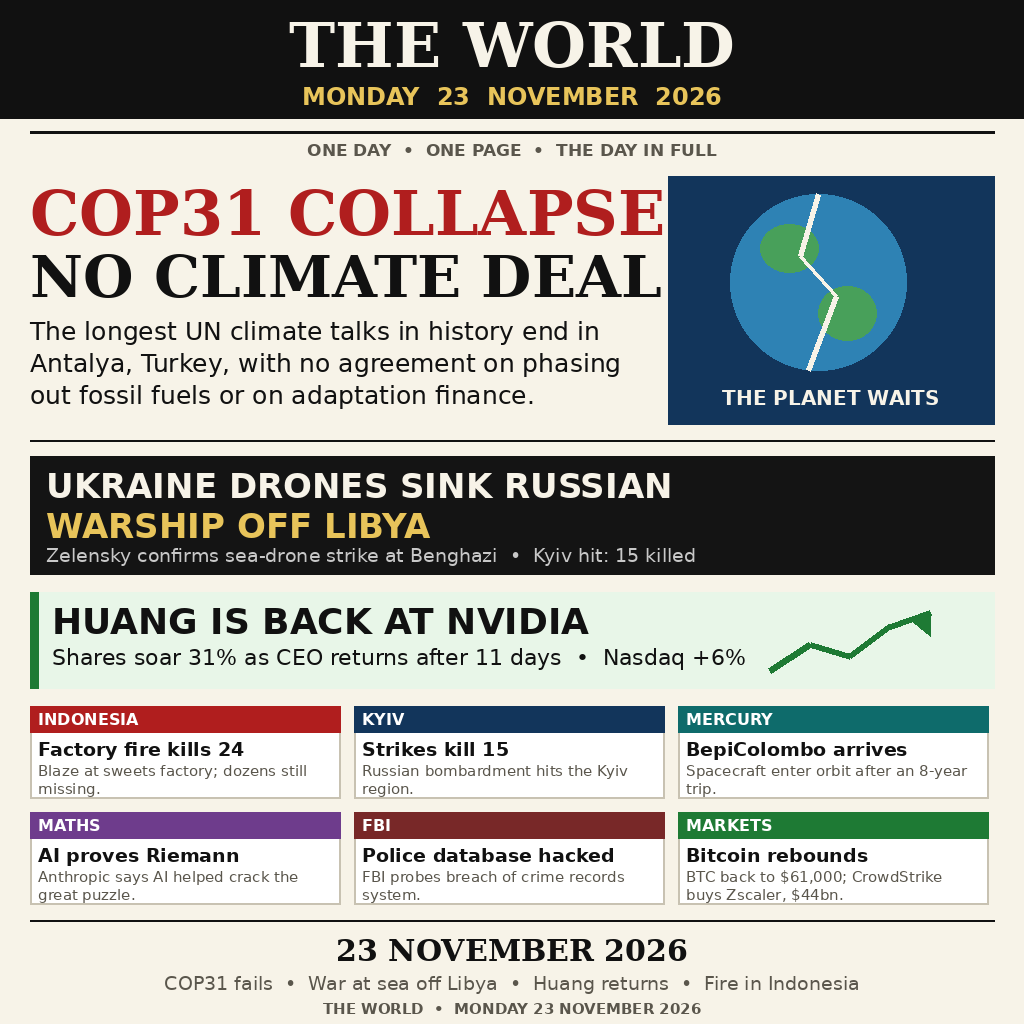 THE WORLD
MONDAY 23 NOVEMBER 2026
ONE DAY • ONE PAGE • THE DAY IN FULL
COP31 COLLAPSE
NO CLIMATE DEAL
The longest UN climate talks in history end in
Antalya, Turkey, with no agreement on phasing
out fossil fuels or on adaptation finance.
THE PLANET WAITS
UKRAINE DRONES SINK RUSSIAN
WARSHIP OFF LIBYA
Zelensky confirms sea-drone strike at Benghazi • Kyiv hit: 15 killed
HUANG IS BACK AT NVIDIA
Shares soar 31% as CEO returns after 11 days • Nasdaq +6%
INDONESIA
Factory fire kills 24
Blaze at sweets factory; dozens still
missing.
KYIV
Strikes kill 15
Russian bombardment hits the Kyiv
region.
MERCURY
BepiColombo arrives
Spacecraft enter orbit after an 8-year
trip.
MATHS
AI proves Riemann
Anthropic says AI helped crack the
great puzzle.
FBI
Police database hacked
FBI probes breach of crime records
system.
MARKETS
Bitcoin rebounds
BTC back to $61,000; CrowdStrike
buys Zscaler, $44bn.
23 NOVEMBER 2026
COP31 fails • War at sea off Libya • Huang returns • Fire in Indonesia
THE WORLD • MONDAY 23 NOVEMBER 2026